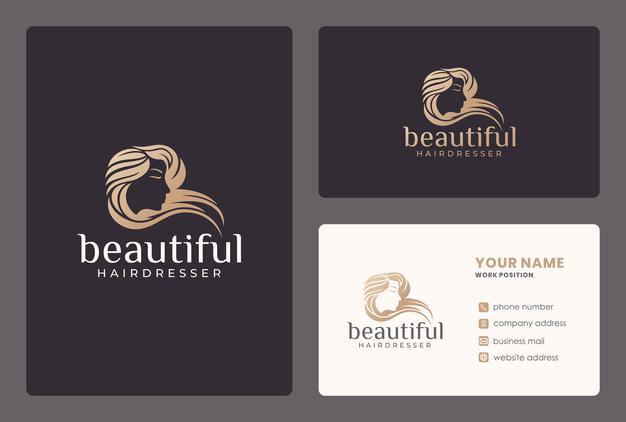 beautiful
HAIRDRESSER
beautiful
HAIRDRESSER
beautiful
HAIRDRESSER
YOUR NAME
WORK POSITION
phone number
company address
business mail
website address